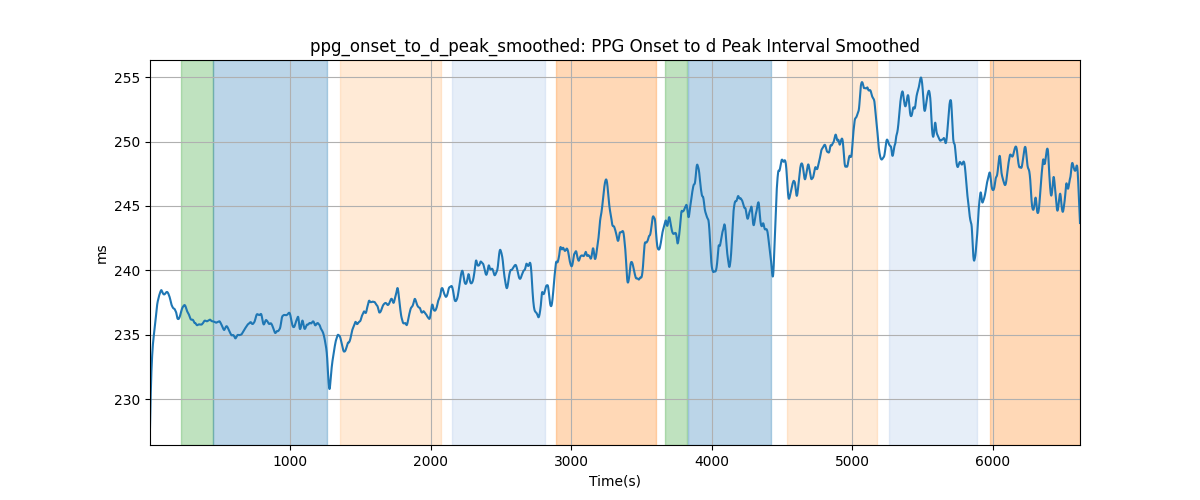 ppg_onset_to_d_peak_smoothed: PPG Onset to d Peak Interval Smoothed
255
250
245
240
235
230
ms
1000 2000 3000 4000 5000 6000
Time(s)